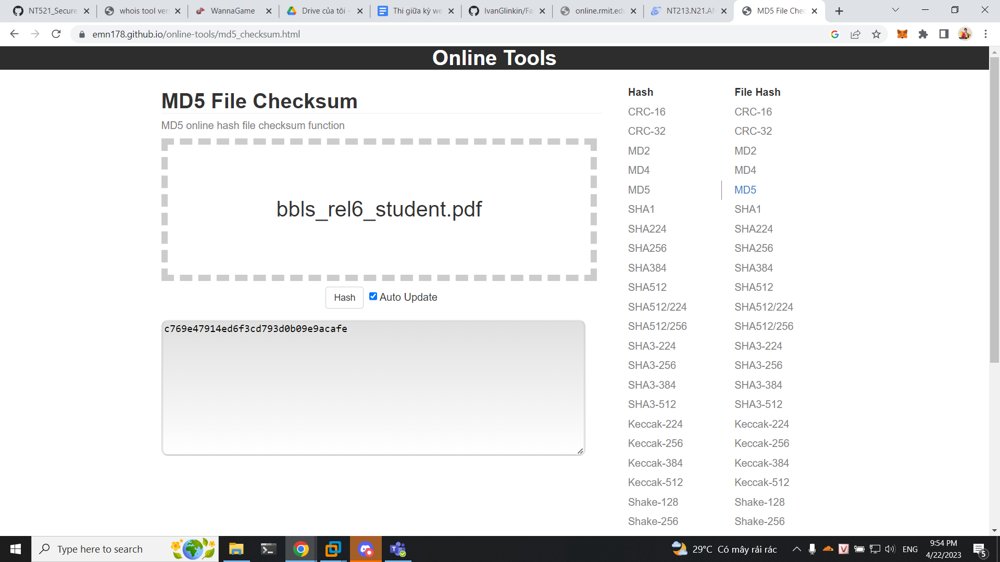 NT521_Secure
whois tool ver
WannaGame
Drive của tôi -
Thi giữa kỳ we
IvanGlinkin/Fa
online.rmit.ed
NT213.N21.AN
MD5 File Chec
emn178.github.io/online-tools/md5_checksum.html
Online Tools
MD5 File Checksum
MD5 online hash file checksum function
bbls_rel6_student.pdf
Hash
Auto Update
c769e47914ed6f3cd793d0b09e9acafe
Hash
CRC-16
CRC-32
MD2
MD4
MD5
SHA1
SHA224
SHA256
SHA384
SHA512
SHA512/224
SHA512/256
SHA3-224
SHA3-256
SHA3-384
SHA3-512
Keccak-224
Keccak-256
Keccak-384
Keccak-512
Shake-128
Shake-256
File Hash
CRC-16
CRC-32
MD2
MD4
MD5
SHA1
SHA224
SHA256
SHA384
SHA512
SHA512/224
SHA512/256
SHA3-224
SHA3-256
SHA3-384
SHA3-512
Keccak-224
Keccak-256
Keccak-384
Keccak-512
Shake-128
Shake-256
Type here to search
29°C Có mây rải rác
V
ENG
9:54 PM
4/22/2023
5